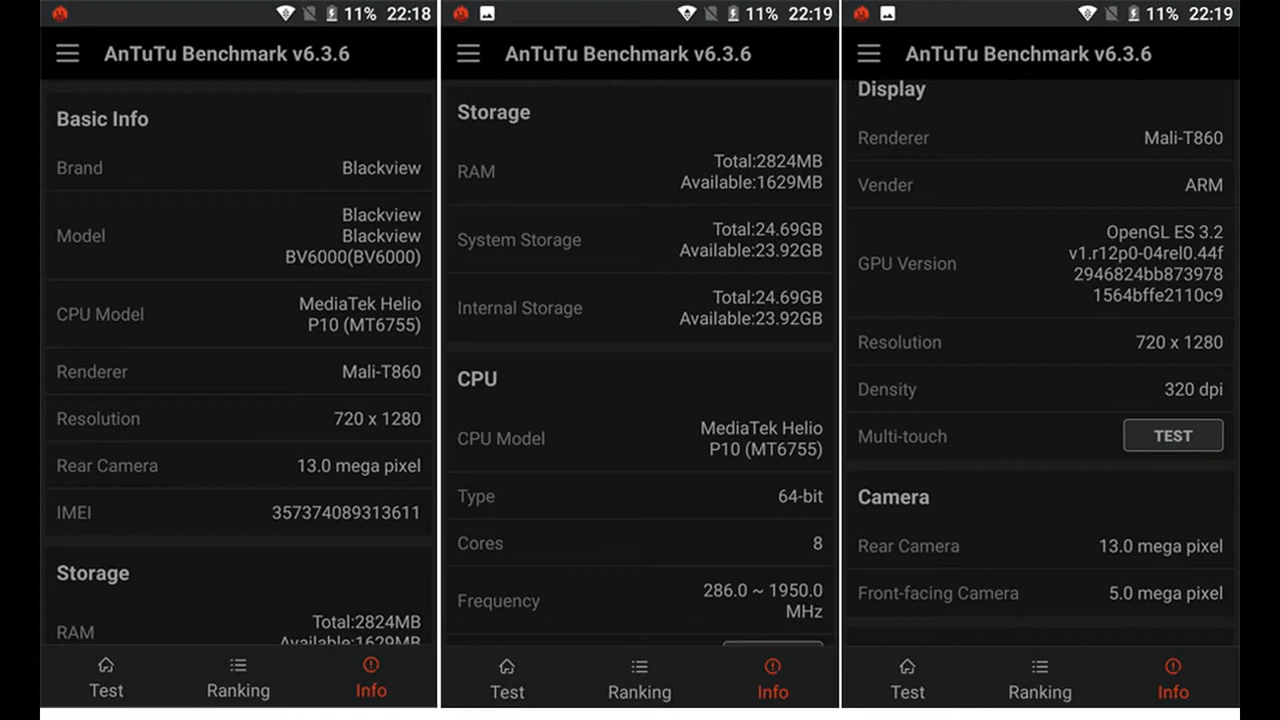 11% 22:18
AnTuTu Benchmark v6.3.6
Basic Info
Brand Blackview
Model Blackview
Blackview
BV6000(BV6000)
CPU Model MediaTek Helio
P10 (MT6755)
Renderer Mali-T860
Resolution 720 x 1280
Rear Camera 13.0 mega pixel
IMEI 357374089313611
Storage
RAM Total:2824MB
Available:1629MB
Test Ranking Info
11% 22:19
AnTuTu Benchmark v6.3.6
Storage
RAM Total:2824MB
Available:1629MB
System Storage Total:24.69GB
Available:23.92GB
Internal Storage Total:24.69GB
Available:23.92GB
CPU
CPU Model MediaTek Helio
P10 (MT6755)
Type 64-bit
Cores 8
Frequency 286.0 ~ 1950.0
MHz
Test Ranking Info
11% 22:19
AnTuTu Benchmark v6.3.6
Display
Renderer Mali-T860
Vender ARM
GPU Version OpenGL ES 3.2
v1.r12p0-04rel0.44f
2946824bb873978
1564bffe2110c9
Resolution 720 x 1280
Density 320 dpi
Multi-touch TEST
Camera
Rear Camera 13.0 mega pixel
Front-facing Camera 5.0 mega pixel
Test Ranking Info